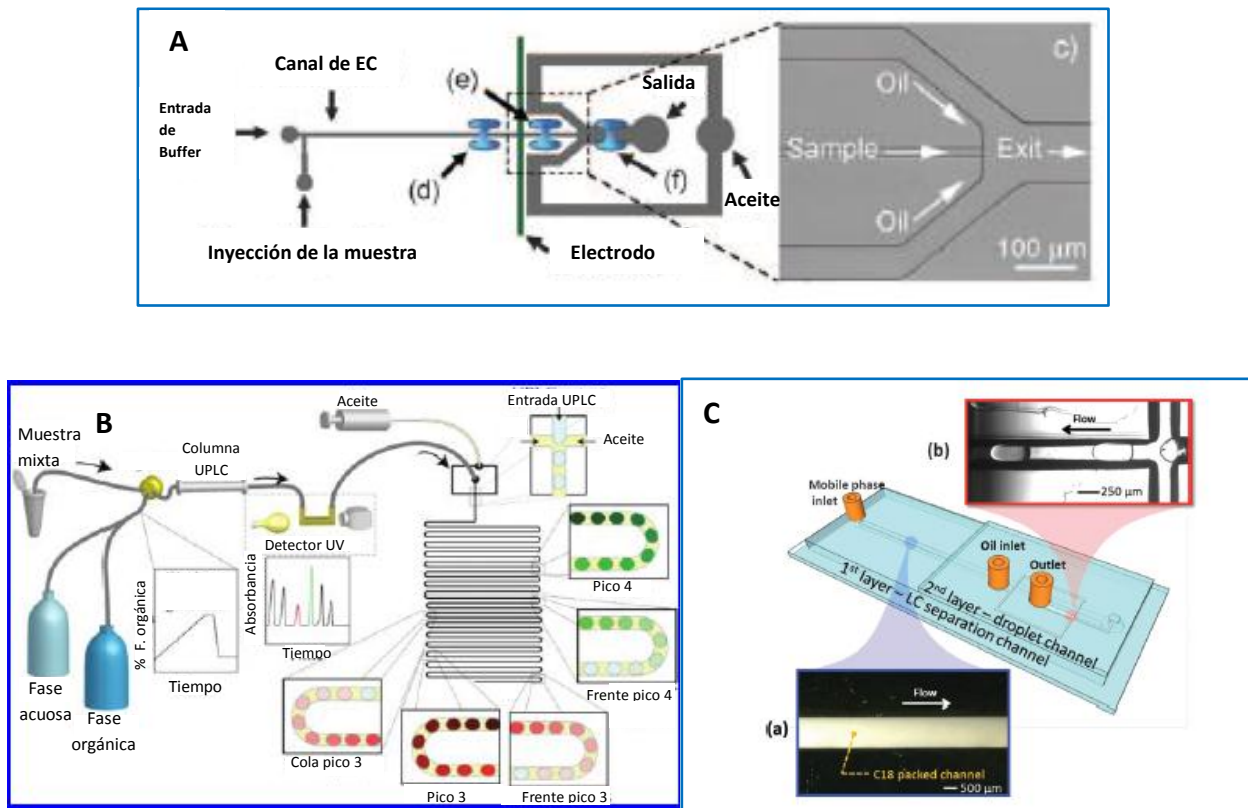 A
Canal de EC
Entrada
de
Buffer
(e)
Salida
(d)
(f)
Aceite
Inyección de la muestra
Electrodo
c)
Oil
Sample
Exit
Oil
100 µm
B
Muestra
mixta
Columna
UPLC
Aceite
Entrada UPLC
Aceite
Detector UV
Absorbancia
Tiempo
% F. orgánica
Tiempo
Fase
acuosa
Fase
orgánica
Pico 4
Frente pico 4
Cola pico 3
Pico 3
Frente pico 3
C
(b)
Flow
250 µm
Mobile phase
inlet
Oil inlet
Outlet
2nd layer – droplet channel
1st layer – LC separation channel
(a)
Flow
C18 packed channel
500 µm